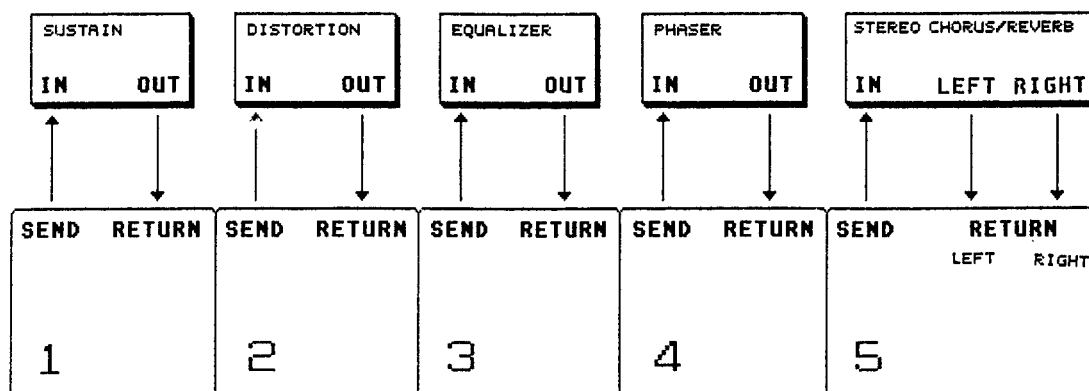 SUSTAIN
IN OUT
DISTORTION
IN OUT
EQUALIZER
IN OUT
PHASER
IN OUT
STEREO CHORUS/REVERB
IN LEFT RIGHT
SEND RETURN
1
SEND RETURN
2
SEND RETURN
3
SEND RETURN
4
SEND RETURN
LEFT RIGHT
5